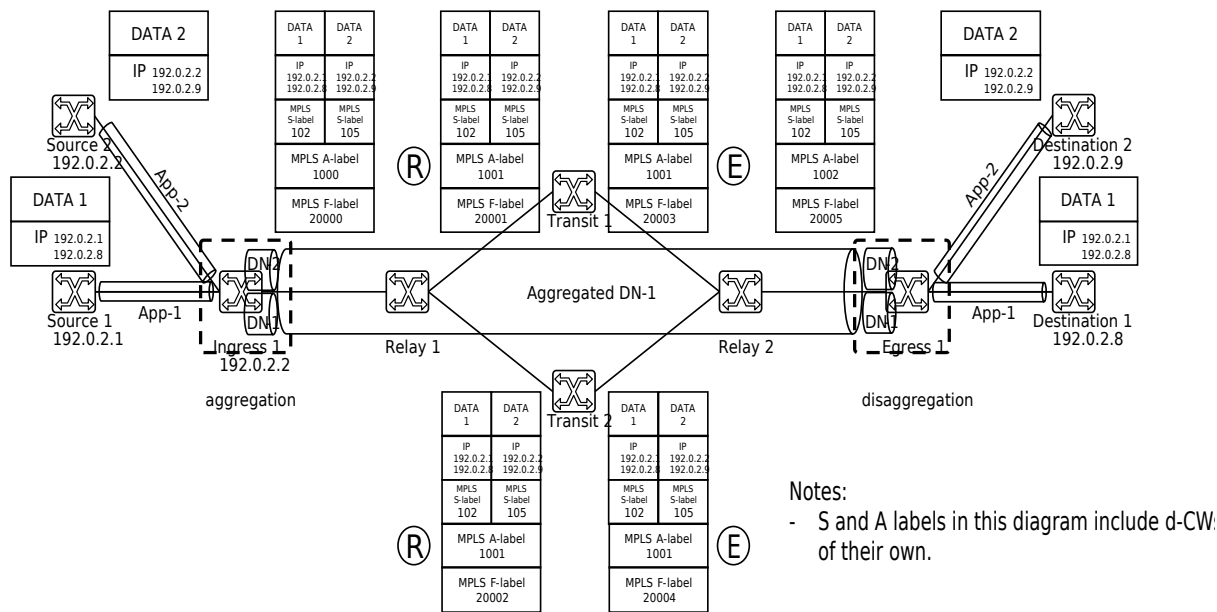 DATA 2
IP 192.0.2.2
192.0.2.9
Source 2
192.0.2.2
App-2
DATA 1
IP 192.0.2.1
192.0.2.8
Source 1
192.0.2.1
App-1
DATA 1
DATA 2
IP 192.0.2.1 192.0.2.8
IP 192.0.2.2 192.0.2.9
MPLS S-label 102
MPLS S-label 105
MPLS A-label
1000
MPLS F-label
20000
R
DATA 1
DATA 2
IP 192.0.2.1 192.0.2.8
IP 192.0.2.2 192.0.2.9
MPLS S-label 102
MPLS S-label 105
MPLS A-label
1001
MPLS F-label
20001
DATA 1
DATA 2
IP 192.0.2.1 192.0.2.8
IP 192.0.2.2 192.0.2.9
MPLS S-label 102
MPLS S-label 105
MPLS A-label
1001
MPLS F-label
20003
E
DATA 1
DATA 2
IP 192.0.2.1 192.0.2.8
IP 192.0.2.2 192.0.2.9
MPLS S-label 102
MPLS S-label 105
MPLS A-label
1002
MPLS F-label
20005
DATA 2
IP 192.0.2.2
192.0.2.9
Destination 2
192.0.2.9
App-2
DATA 1
IP 192.0.2.1
192.0.2.8
Destination 1
192.0.2.8
App-1
Transit 1
DN-2
DN-1
Ingress 1
192.0.2.2
aggregation
Relay 1
Aggregated DN-1
Relay 2
DN2
DN1
Egress 1
disaggregation
Transit 2
R
DATA 1
DATA 2
IP 192.0.2.1 192.0.2.8
IP 192.0.2.2 192.0.2.9
MPLS S-label 102
MPLS S-label 105
MPLS A-label
1001
MPLS F-label
20002
DATA 1
DATA 2
IP 192.0.2.1 192.0.2.8
IP 192.0.2.2 192.0.2.9
MPLS S-label 102
MPLS S-label 105
MPLS A-label
1001
MPLS F-label
20004
E
Notes:
- S and A labels in this diagram include d-CWs
of their own.